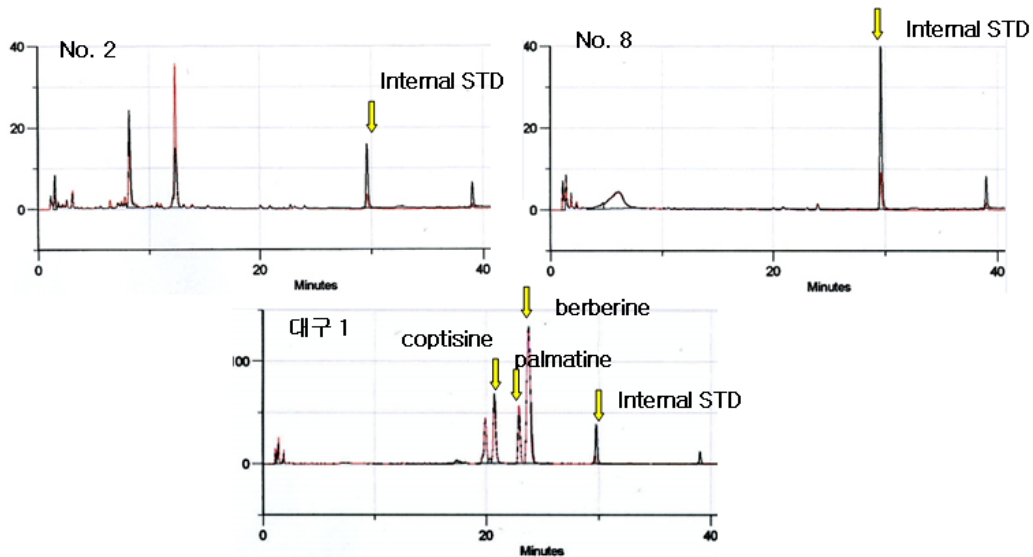 No. 2
Internal STD
40
20
0
0
20
40
Minutes
No. 8
Internal STD
40
20
0
0
20
40
Minutes
대구 1
coptisine
berberine
palmatine
Internal STD
100
0
0
20
40
Minutes